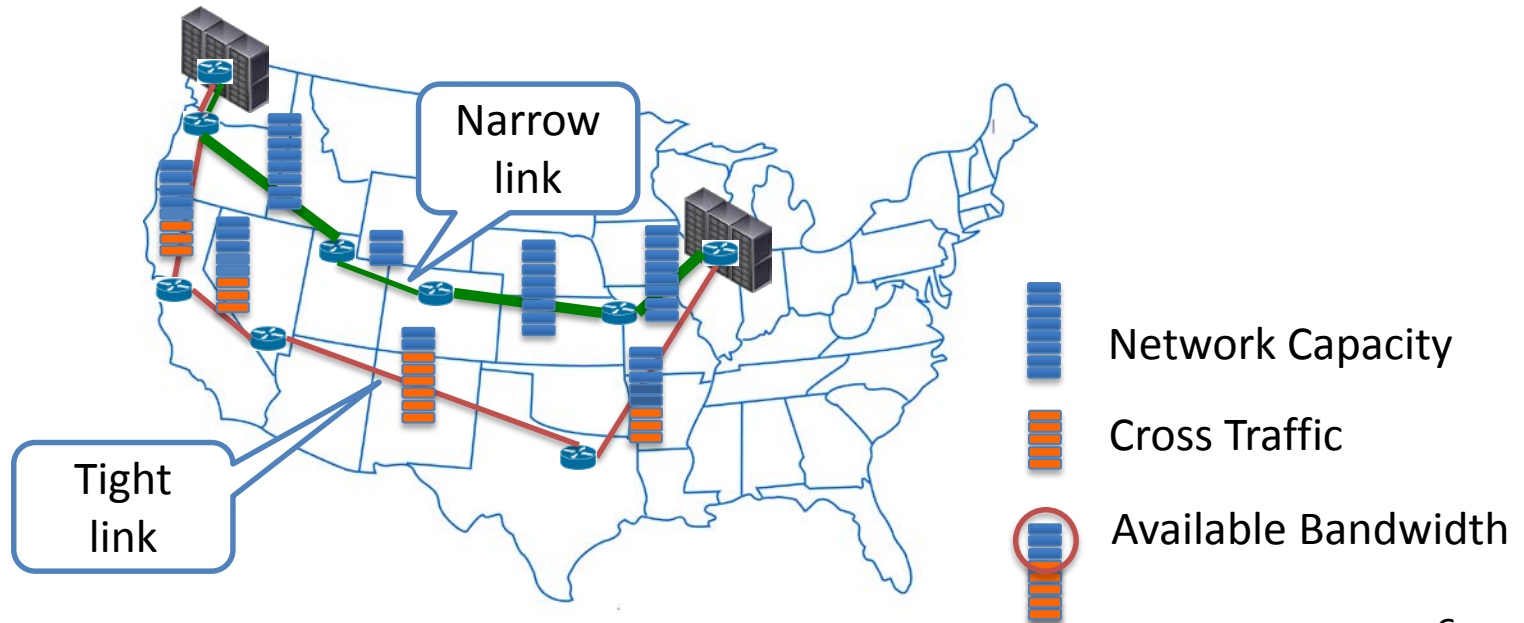 Narrow
link
Network Capacity
Cross Traffic
Tight
link
Available Bandwidth